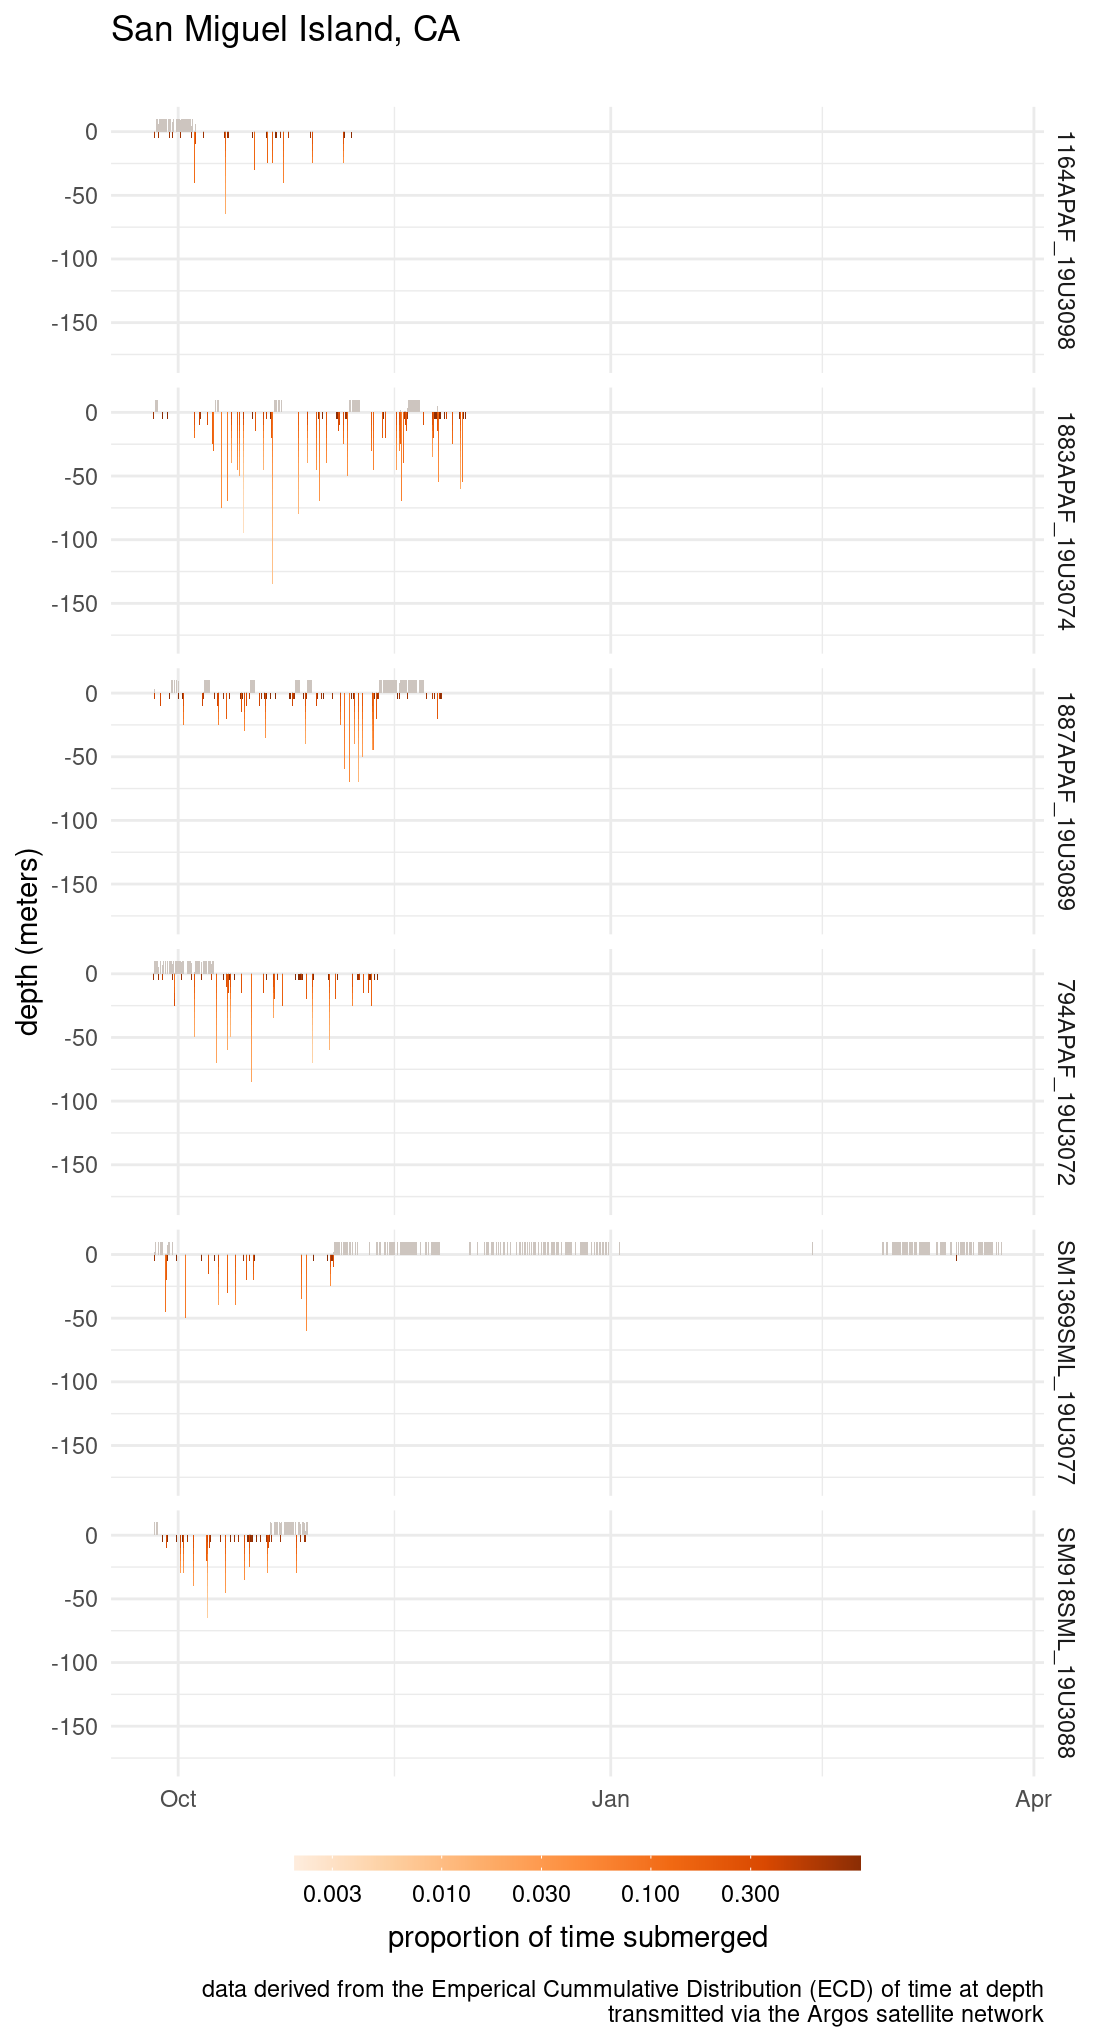 San Miguel Island, CA
0
-50
-100
-150
1164APAF_19U3098
0
-50
-100
-150
1883APAF_19U3074
0
-50
-100
-150
1887APAF_19U3089
depth (meters)
0
-50
-100
-150
794APAF_19U3072
0
-50
-100
-150
SM1369SML_19U3077
0
-50
-100
-150
SM918SML_19U3088
Oct Jan Apr
0.003 0.010 0.030 0.100 0.300
proportion of time submerged
data derived from the Emperical Cummulative Distribution (ECD) of time at depth
transmitted via the Argos satellite network